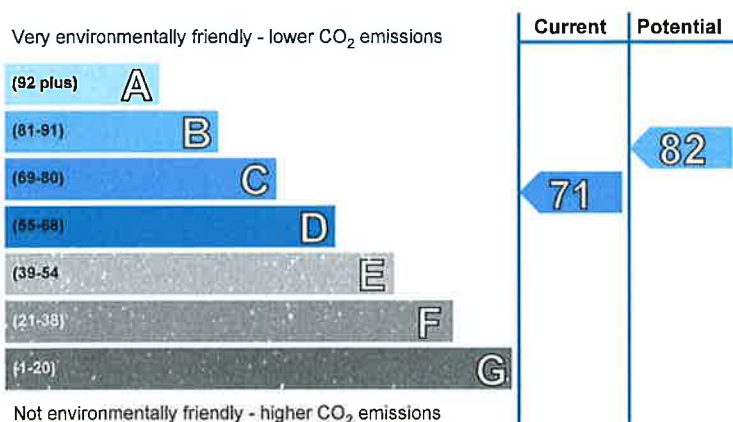 Current Potential
Very environmentally friendly - lower CO₂ emissions
(92 plus) A
(81-91) B
82
(69-80) C
71
(55-68) D
(39-54 E
(21-38) F
(1-20) G
Not environmentally friendly - higher CO₂ emissions